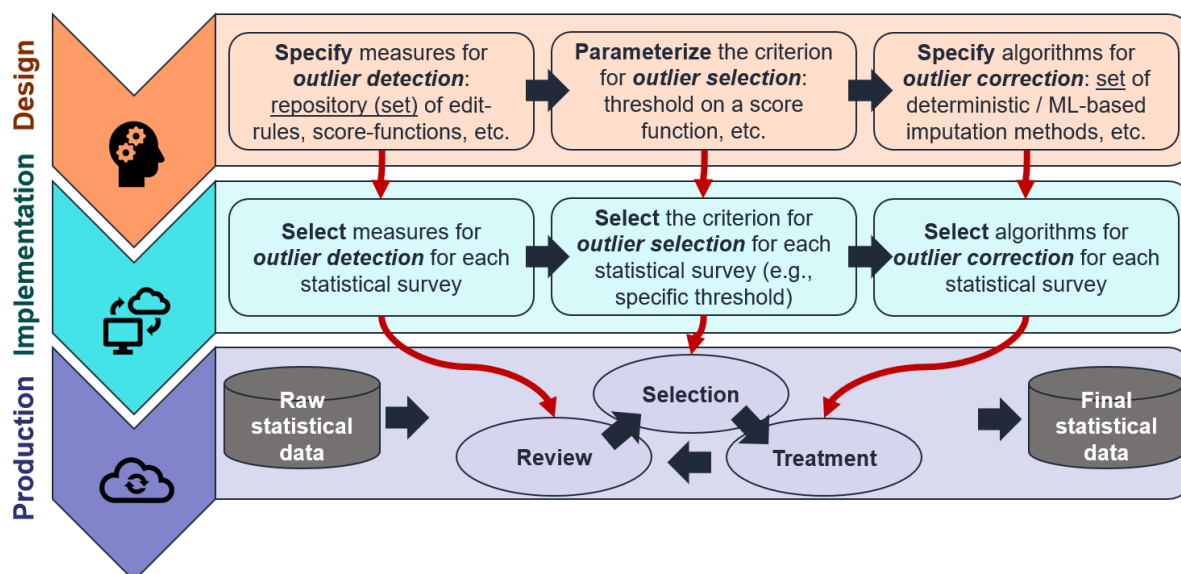 Design
Specify measures for
outlier detection:
repository (set) of edit-
rules, score-functions, etc.
Parameterize the criterion
for outlier selection:
threshold on a score
function, etc.
Specify algorithms for
outlier correction: set of
deterministic / ML-based
imputation methods, etc.
Implementation
Select measures for
outlier detection for each
statistical survey
Select the criterion for
outlier selection for each
statistical survey (e.g.,
specific threshold)
Select algorithms for
outlier correction for each
statistical survey
Production
Raw
statistical
data
Selection
Review
Treatment
Final
statistical
data